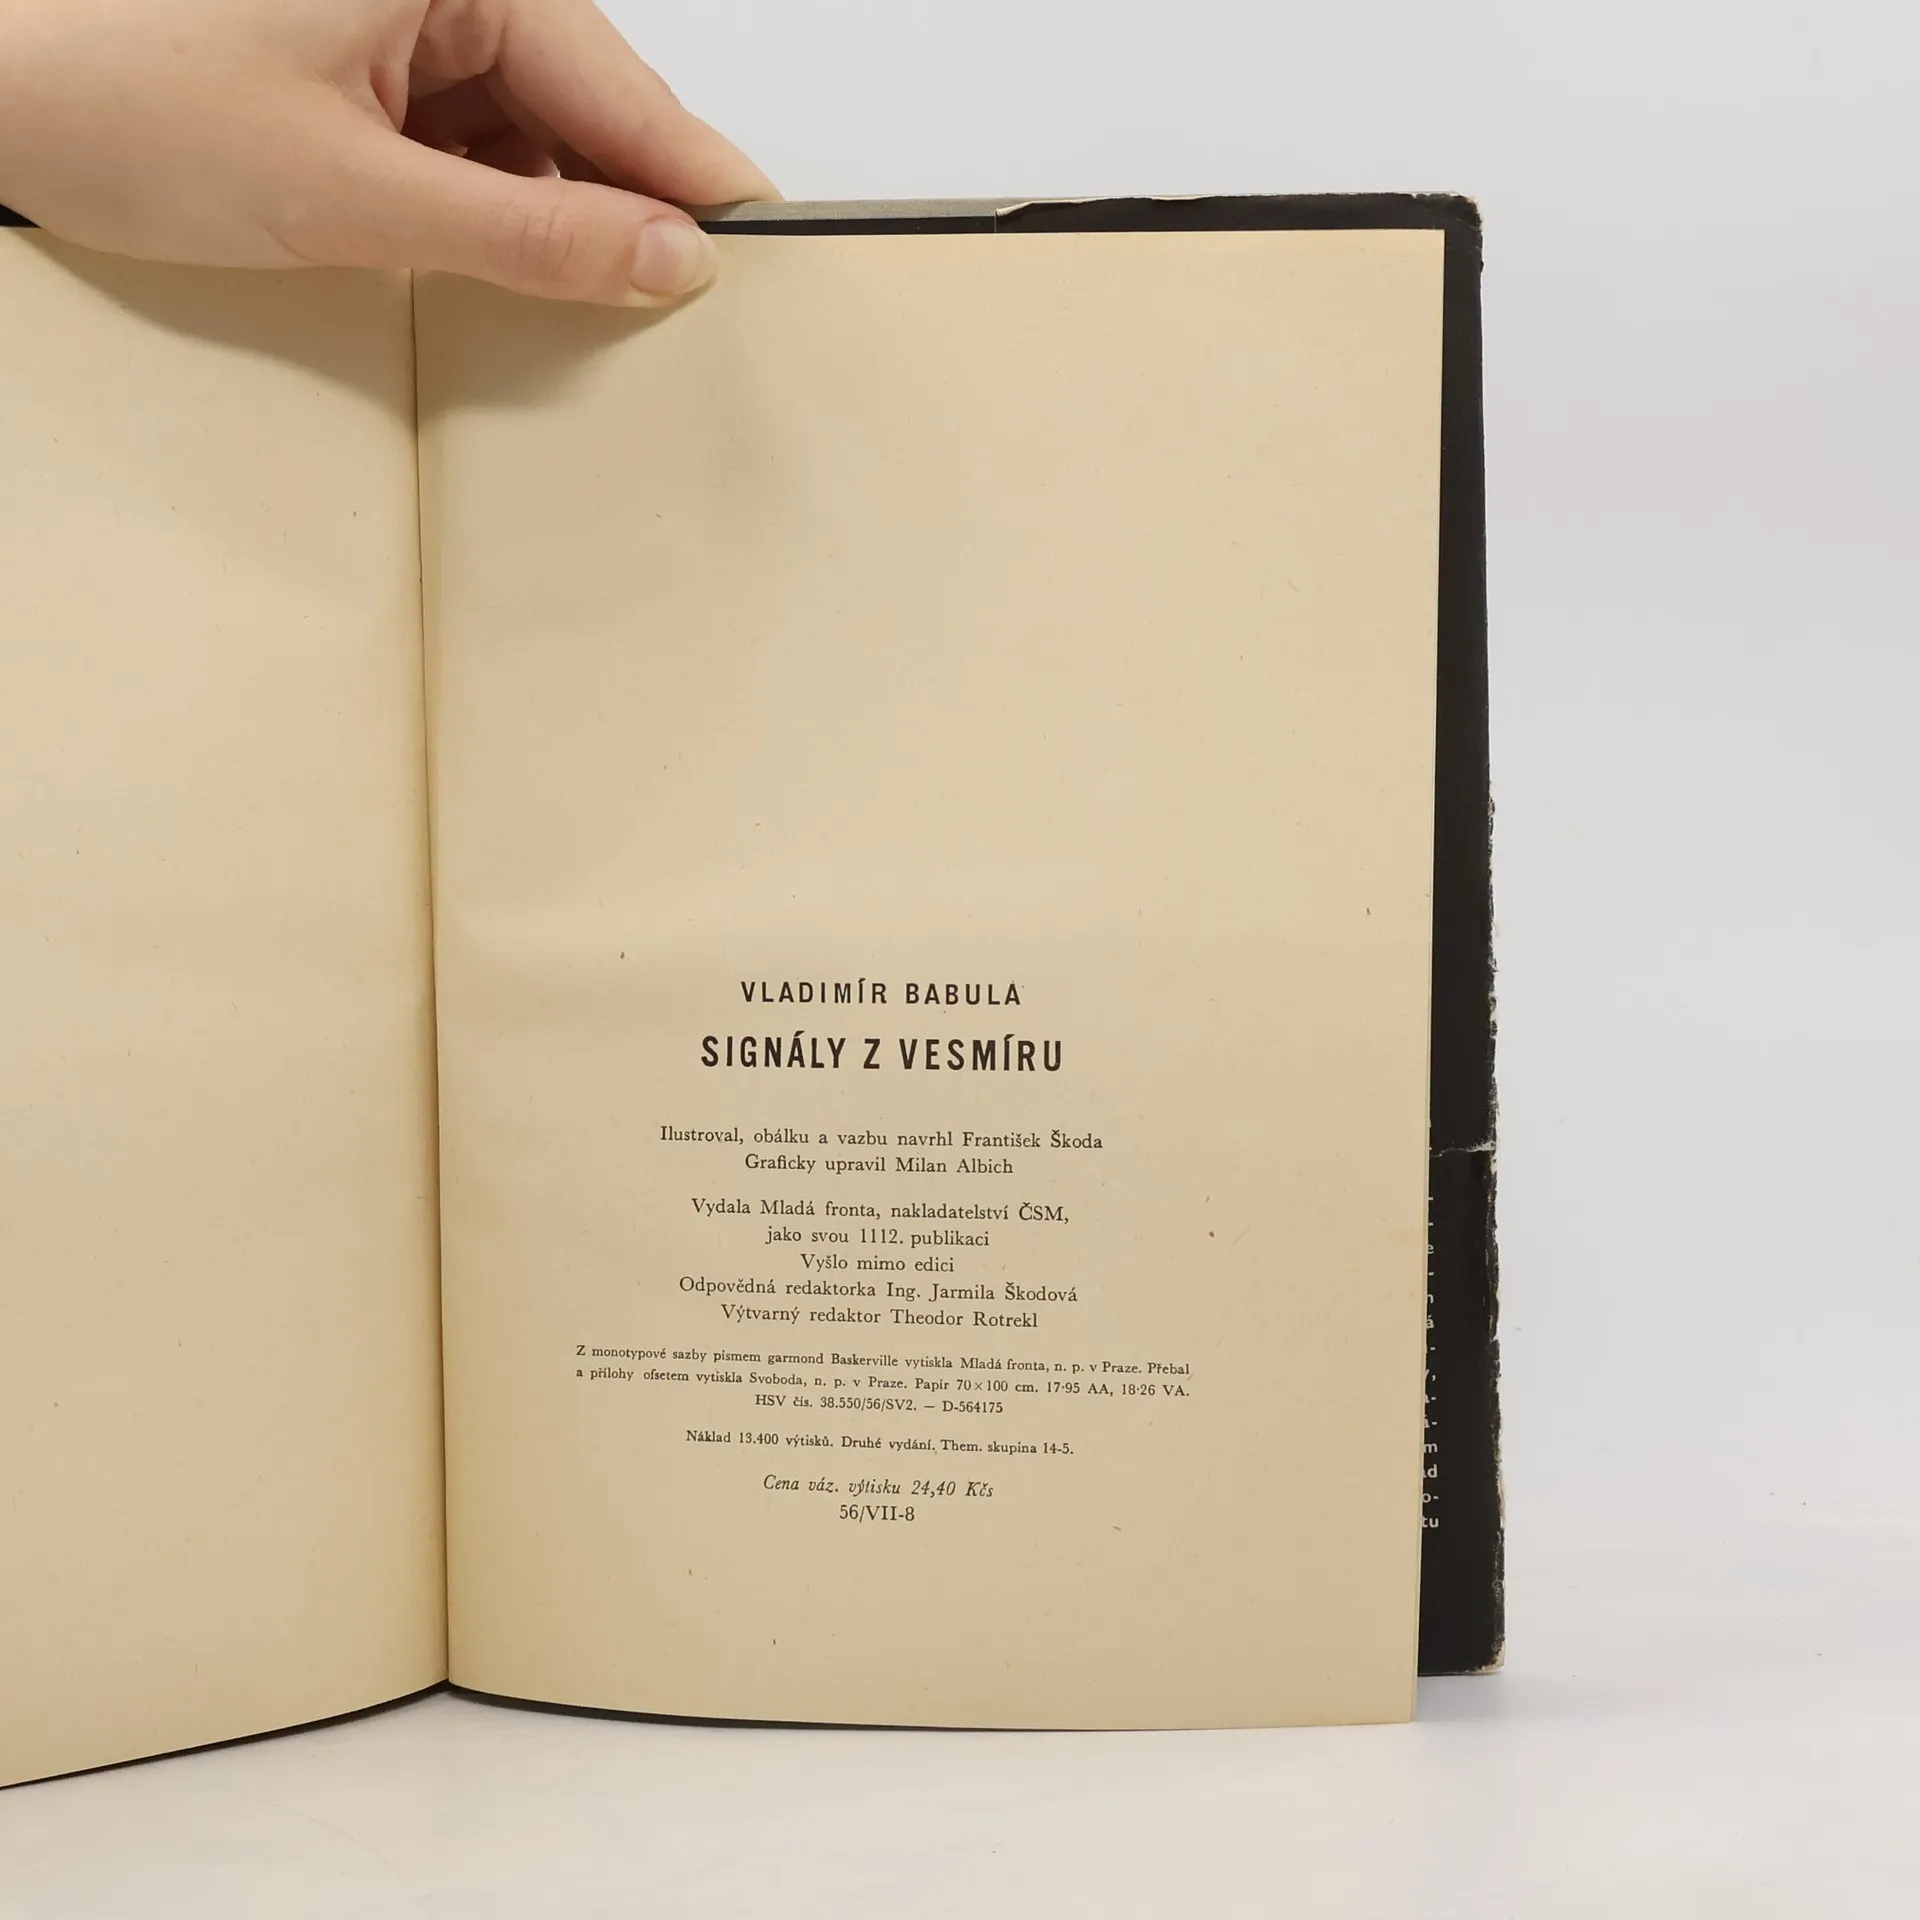 VLADIMÍR BABULA
SIGNÁLY Z VESMÍRU
Ilustroval, obálku a vazbu navrhl František Škoda
Graficky upravil Milan Albich
Vydala Mladá fronta, nakladatelství ČSM,
jako svou 1112. publikaci
Vyšlo mimo edici
Odpovědná redaktorka Ing. Jarmila Škodová
Výtvarný redaktor Theodor Rotrekl
Z monotypové sazby písmem garmond Baskerville vytiskla Mladá fronta, n. p. v Praze. Přebal
a přílohy ofsetem vytiskla Svoboda, n. p. v Praze. Papír 70×100 cm. 17·95 AA, 18·26 VA.
HSV čís. 38.550/56/SV2. — D-564175
Náklad 13.400 výtisků. Druhé vydání. Them. skupina 14-5.
Cena váz. výtisku 24,40 Kčs
56/VII-8